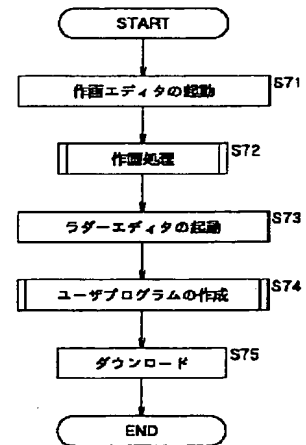 START
作画エディタの起動
S71
作画処理
S72
ラダーエディタの起動
S73
ユーザプログラムの作成
S74
ダウンロード
S75
END